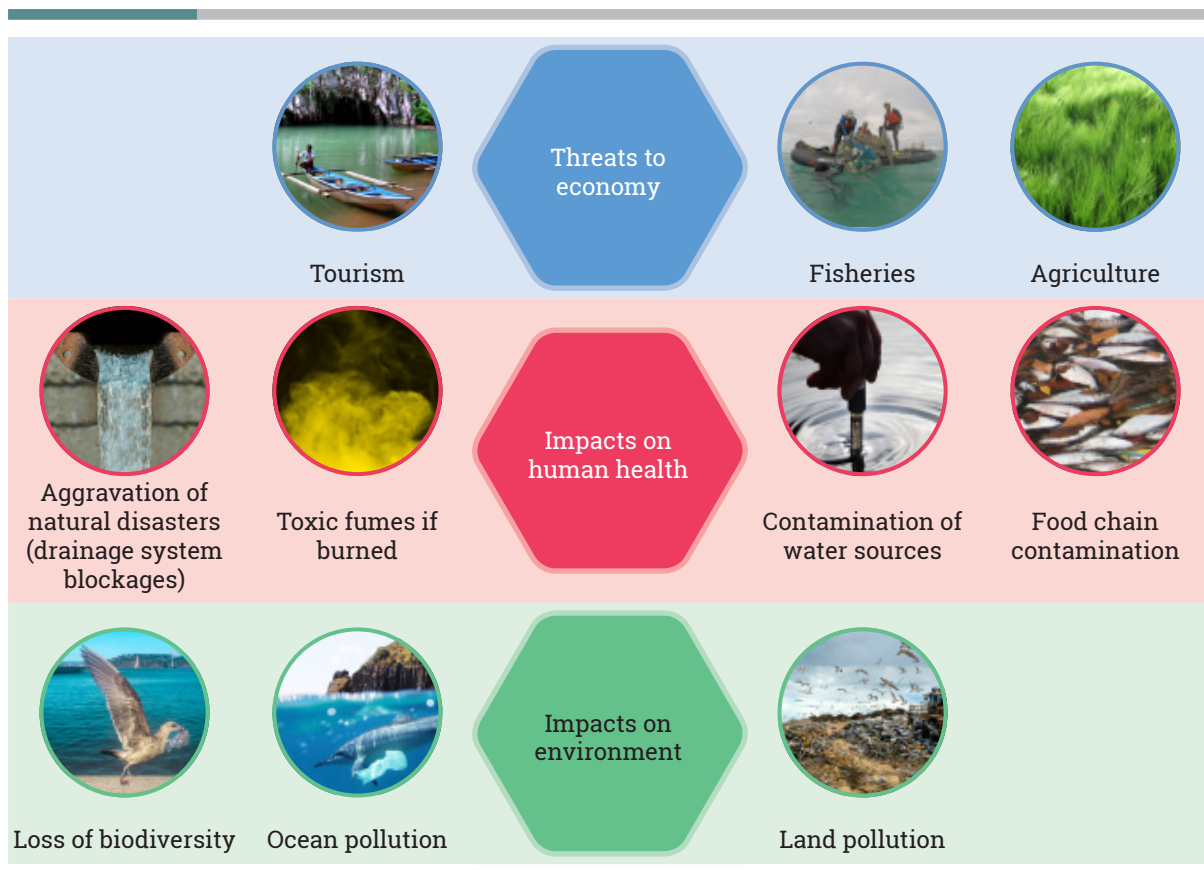 Threats to
economy
Tourism
Fisheries
Agriculture
Impacts on
human health
Aggravation of
natural disasters
(drainage system
blockages)
Toxic fumes if
burned
Contamination of
water sources
Food chain
contamination
Impacts on
environment
Loss of biodiversity
Ocean pollution
Land pollution